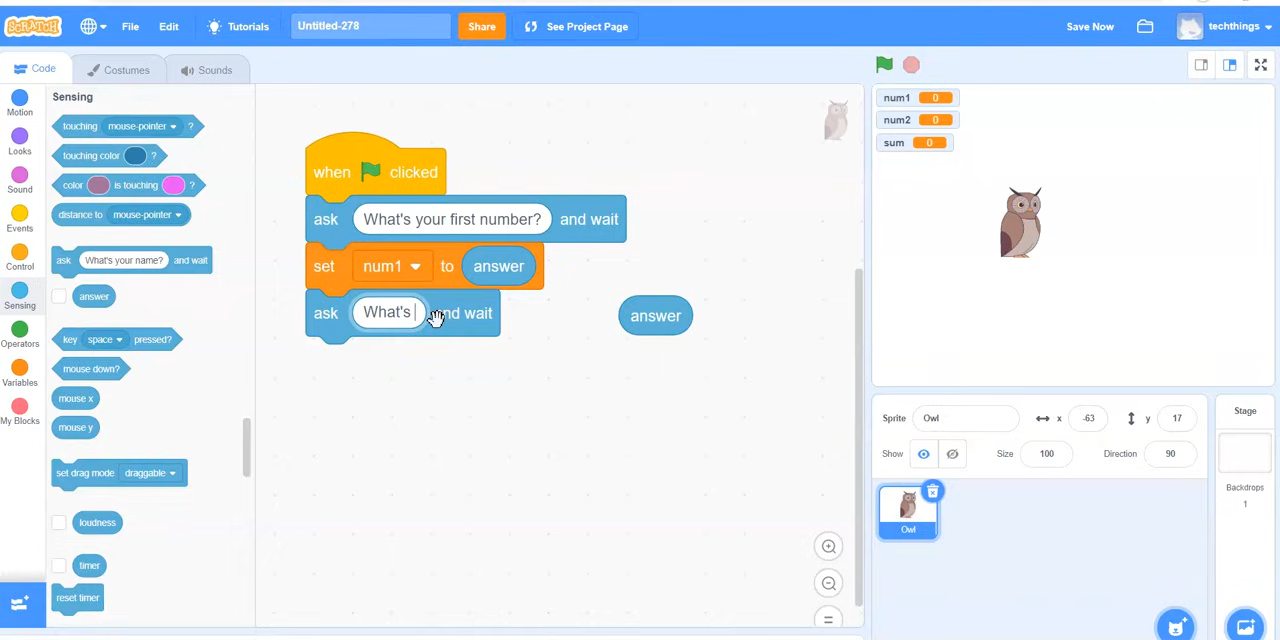 SCRATCH File Edit Tutorials Untitled-278 Share See Project Page Save Now techthings
Code Costumes Sounds
Motion
Looks
Sound
Events
Control
Sensing
Operators
Variables
My Blocks
Sensing
touching mouse-pointer ?
touching color ?
color is touching ?
distance to mouse-pointer
ask What's your name? and wait
answer
key space pressed?
mouse down?
mouse x
mouse y
set drag mode draggable
loudness
timer
reset timer
when clicked
ask What's your first number? and wait
set num1 to answer
ask What's and wait
answer
num1 0
num2 0
sum 0
Sprite Owl x -63 y 17
Show Size 100 Direction 90
Owl
Stage
Backdrops
1